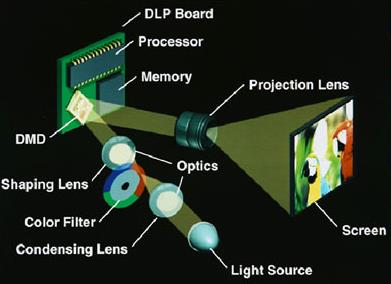 DLP Board
Processor
Memory
Projection Lens
DMD
Optics
Shaping Lens
Color Filter
Condensing Lens
Screen
Light Source